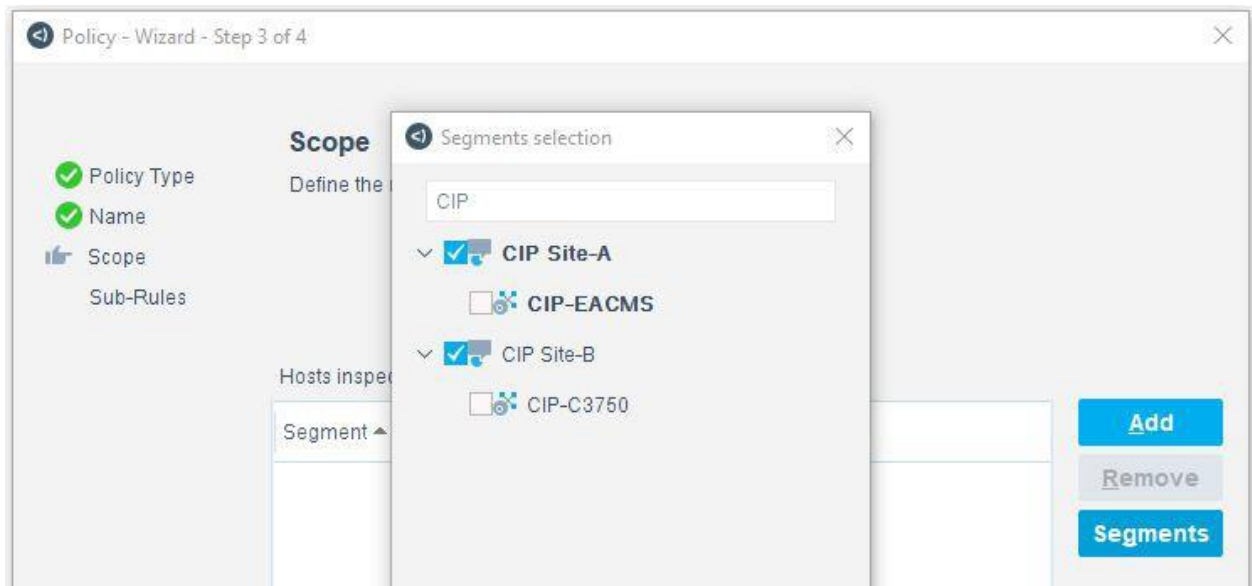 Policy - Wizard - Step 3 of 4
Policy Type
Name
Scope
Sub-Rules
Scope
Define the
Hosts inspe
Segment
Segments selection
CIP
CIP Site-A
CIP-EACMS
CIP Site-B
CIP-C3750
Add
Remove
Segments